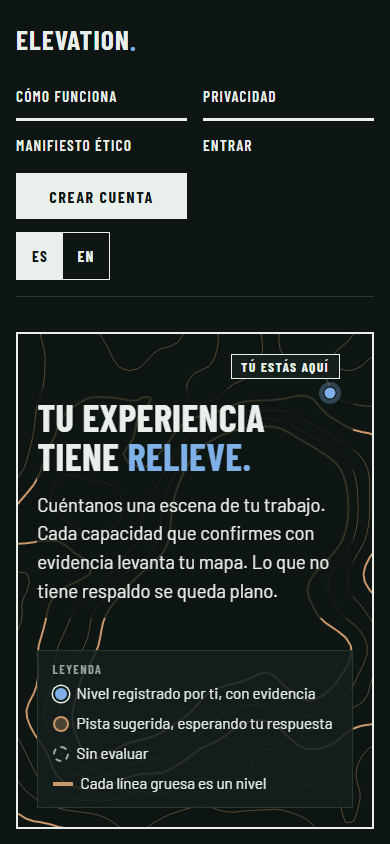 ELEVATION.
CÓMO FUNCIONA
PRIVACIDAD
MANIFIESTO ÉTICO
ENTRAR
CREAR CUENTA
ES
EN
TÚ ESTÁS AQUÍ
TU EXPERIENCIA
TIENE RELIEVE.
Cuéntanos una escena de tu trabajo.
Cada capacidad que confirmes con
evidencia levanta tu mapa. Lo que no
tiene respaldo se queda plano.
LEYENDA
Nivel registrado por ti, con evidencia
Pista sugerida, esperando tu respuesta
Sin evaluar
Cada línea gruesa es un nivel